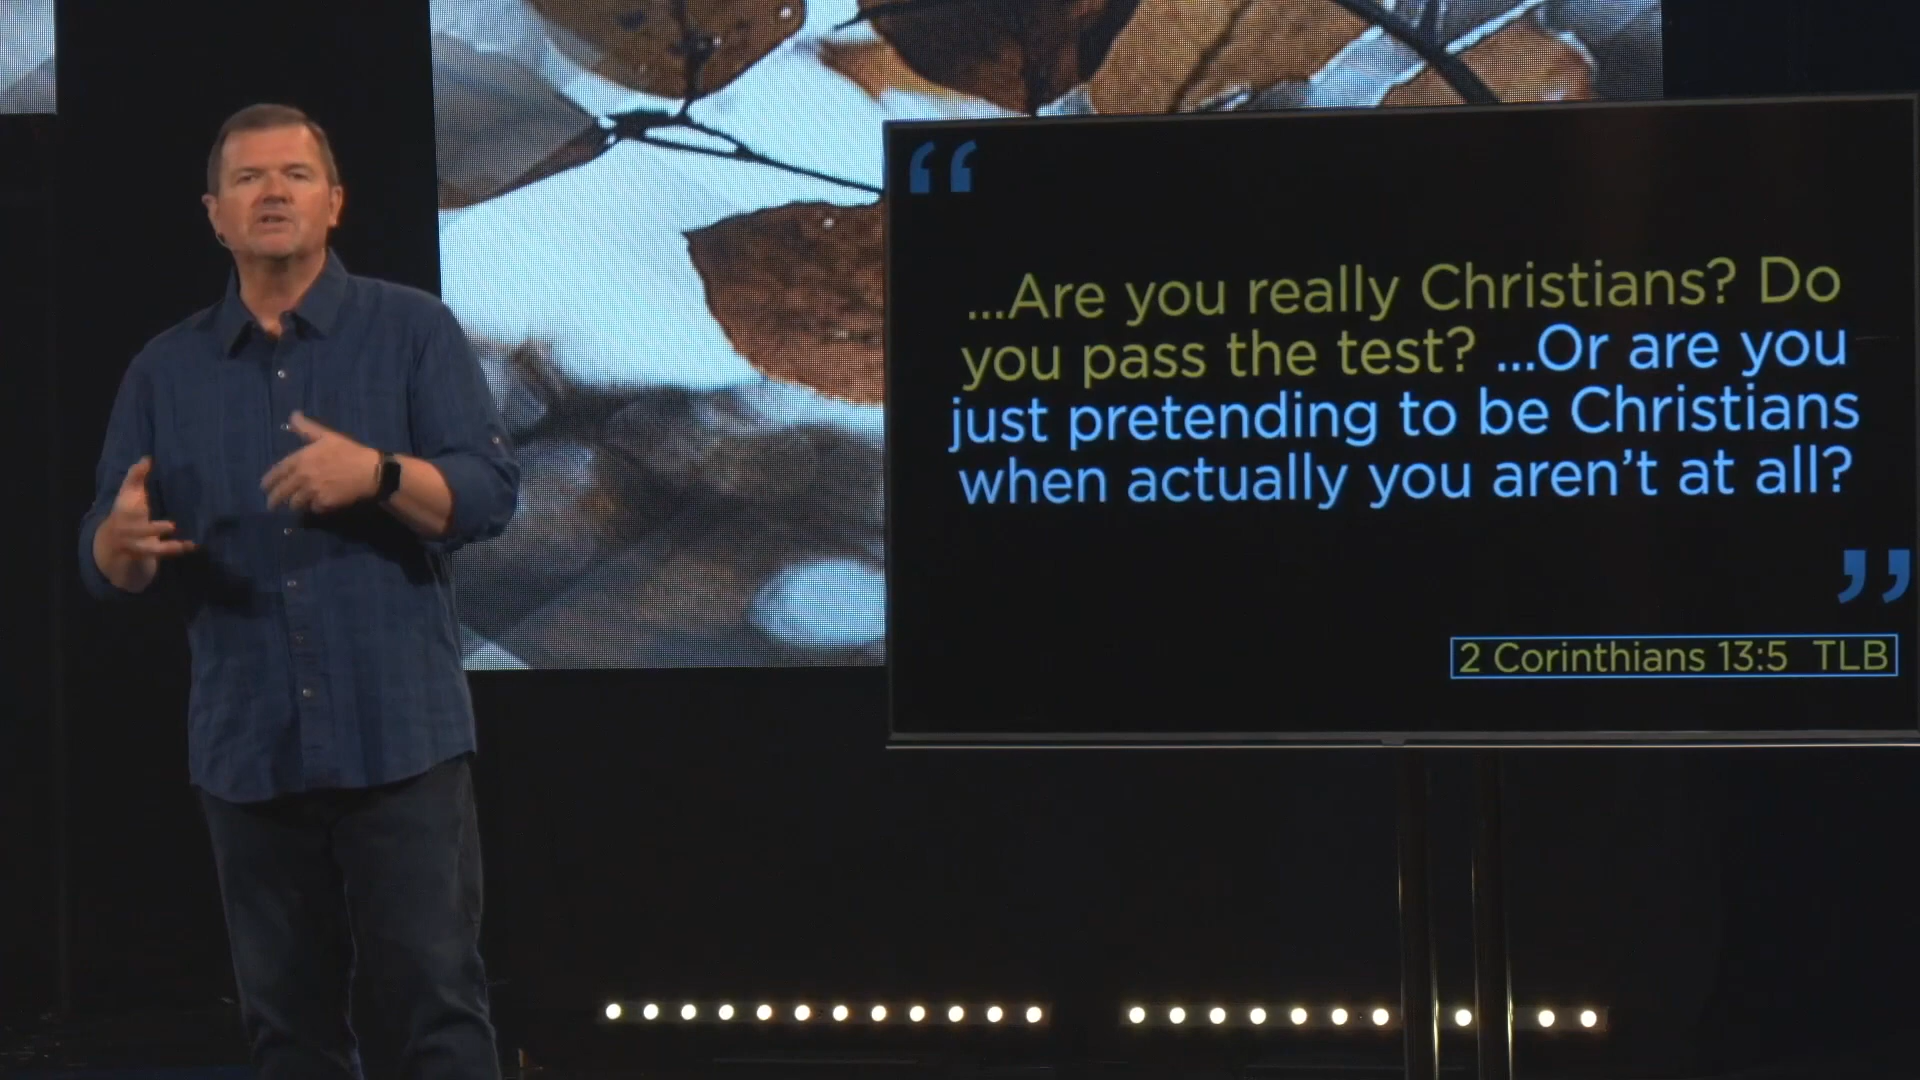 “
...Are you really Christians? Do
you pass the test? ...Or are you
just pretending to be Christians
when actually you aren’t at all?
”
2 Corinthians 13:5 TLB